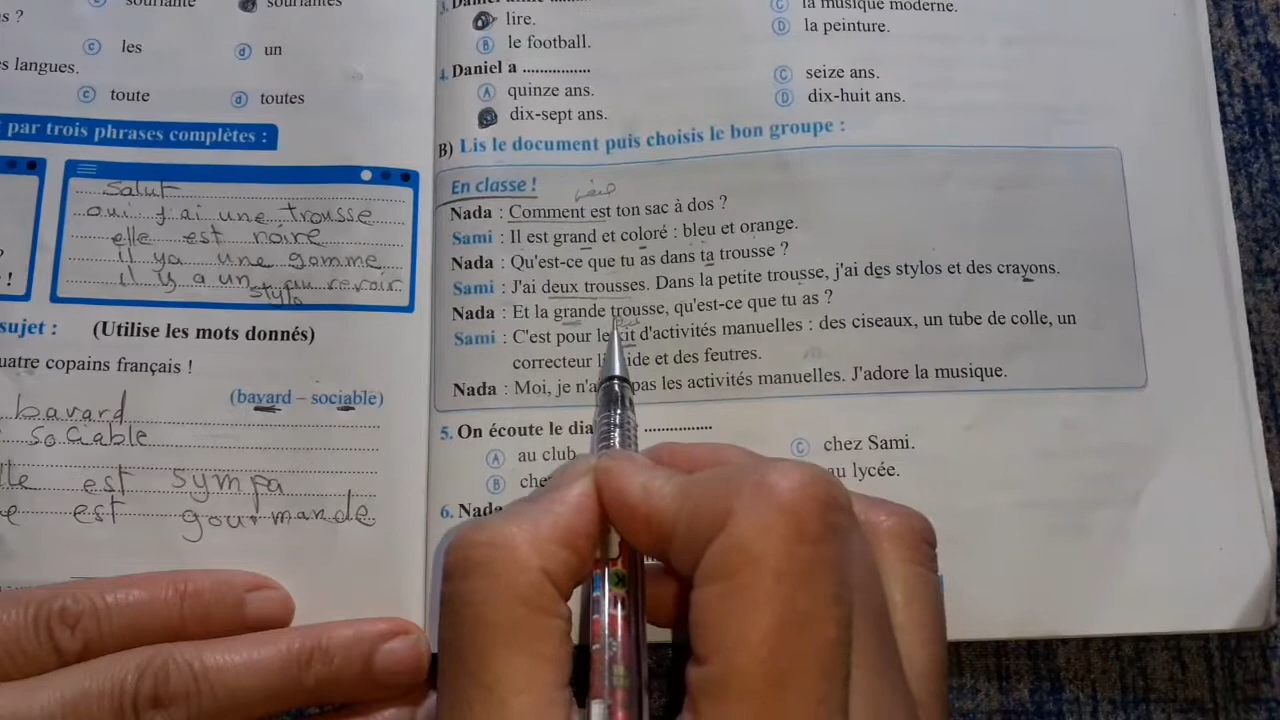 souriante
souriantes
s ?
c les
d un
s langues.
c toute
d toutes
par trois phrases complètes :
Salut
oui j'ai une trousse
elle est noire
il ya une gomme
il y a un stylo au revoir
sujet : (Utilise les mots donnés)
uatre copains français !
(bavard – sociable)
bavard
sociable
lle est sympa
e est gourmande
3.
lire.
B le football.
C la musique moderne.
D la peinture.
4. Daniel a ................
A quinze ans.
dix-sept ans.
C seize ans.
D dix-huit ans.
B) Lis le document puis choisis le bon groupe :
En classe !
Nada : Comment est ton sac à dos ?
Sami : Il est grand et coloré : bleu et orange.
Nada : Qu'est-ce que tu as dans ta trousse ?
Sami : J'ai deux trousses. Dans la petite trousse, j'ai des stylos et des crayons.
Nada : Et la grande trousse, qu'est-ce que tu as ?
Sami : C'est pour le kit d'activités manuelles : des ciseaux, un tube de colle, un
correcteur li ide et des feutres.
Nada : Moi, je n'a pas les activités manuelles. J'adore la musique.
5. On écoute le dia ................
A au club
B che
C chez Sami.
au lycée.
6. Nada